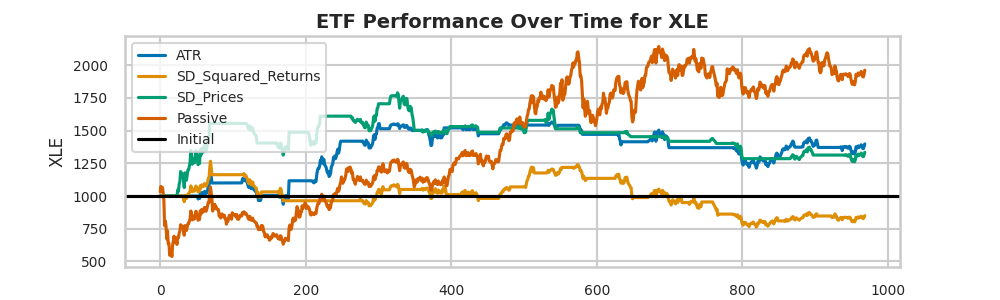 ETF Performance Over Time for XLE
XLE
2000
1750
1500
1250
1000
750
500
ATR
SD_Squared_Returns
SD_Prices
Passive
Initial
0 200 400 600 800 1000